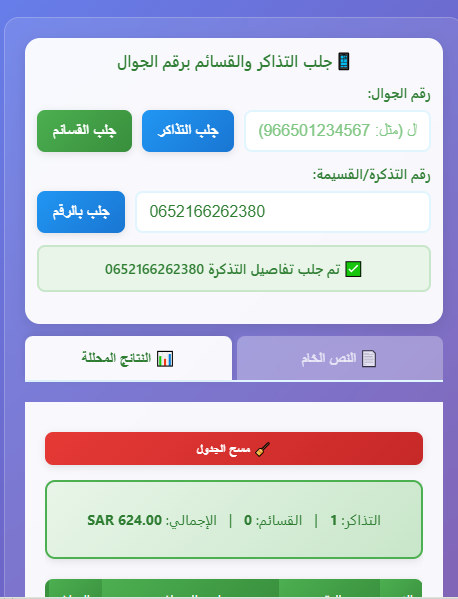 📱 جلب التذاكر والقسائم برقم الجوال
رقم الجوال:
ل (مثل: 966501234567)
جلب التذاكر
جلب القسائم
رقم التذكرة/القسيمة:
0652166262380
جلب بالرقم
✅ تم جلب تفاصيل التذكرة 0652166262380
📄 النص الخام
📊 النتائج المحللة
🧹 مسح الجدول
التذاكر: 1 | القسائم: 0 | الإجمالي: SAR 624.00